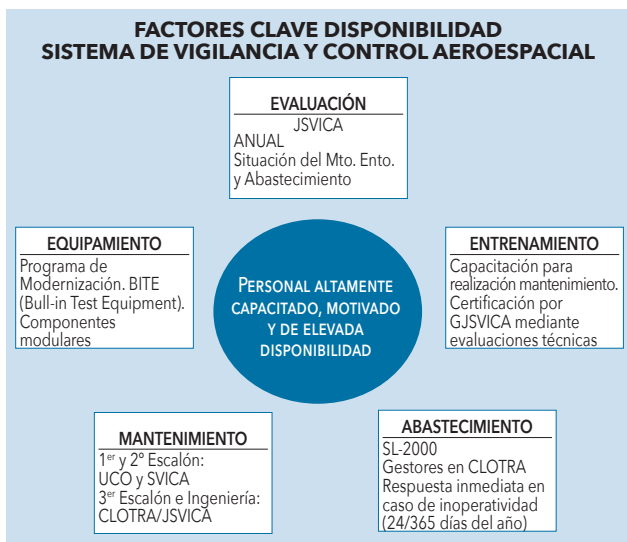 FACTORES CLAVE DISPONIBILIDAD
SISTEMA DE VIGILANCIA Y CONTROL AEROESPACIAL
EVALUACIÓN
JSVICA
ANUAL
Situación del Mto. Ento.
y Abastecimiento
EQUIPAMIENTO
Programa de
Modernización. BITE
(Bull-in Test Equipment).
Componentes
modulares
PERSONAL ALTAMENTE
CAPACITADO, MOTIVADO
Y DE ELEVADA
DISPONIBILIDAD
ENTRENAMIENTO
Capacitación para
realización mantenimiento.
Certificación por
GJSVICA mediante
evaluaciones técnicas
MANTENIMIENTO
1er y 2º Escalón:
UCO y SVICA
3er Escalón e Ingeniería:
CLOTRA/JSVICA
ABASTECIMIENTO
SL-2000
Gestores en CLOTRA
Respuesta inmediata en
caso de inoperatividad
(24/365 días del año)